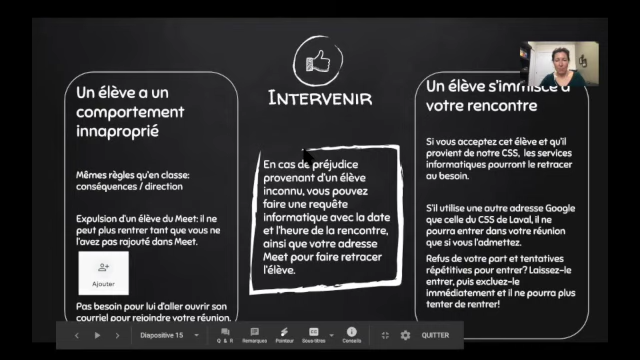 Un élève a un
comportement
innaproprié
Mêmes règles qu'en classe:
conséquences / direction
Expulsion d'un élève du Meet: il ne
peut plus rentrer tant que vous ne
l'avez pas rajouté dans Meet.
Ajouter
Pas besoin pour lui d'aller ouvrir son
courriel pour rejoindre votre réunion.
INTERVENIR
En cas de préjudice
provenant d'un élève
inconnu, vous pouvez
faire une requête
informatique avec la date
et l'heure de la rencontre,
ainsi que votre adresse
Meet pour faire retracer
l'élève.
Un élève s'immisce à
votre rencontre
Si vous acceptez cet élève et qu'il
provient de notre CSS, les services
informatiques pourront le retracer
au besoin.
S'il utilise une autre adresse Google
que celle du CSS de Laval, il ne
pourra entrer dans votre réunion
que si vous l'admettez.
Refus de votre part et tentatives
répétitives pour entrer? Laissez-le
entrer, puis excluez-le
immédiatement et il ne pourra plus
tenter de rentrer!
Diapositive 15
Q & R
Remarques
Pointeur
Sous-titres
Conseils
QUITTER